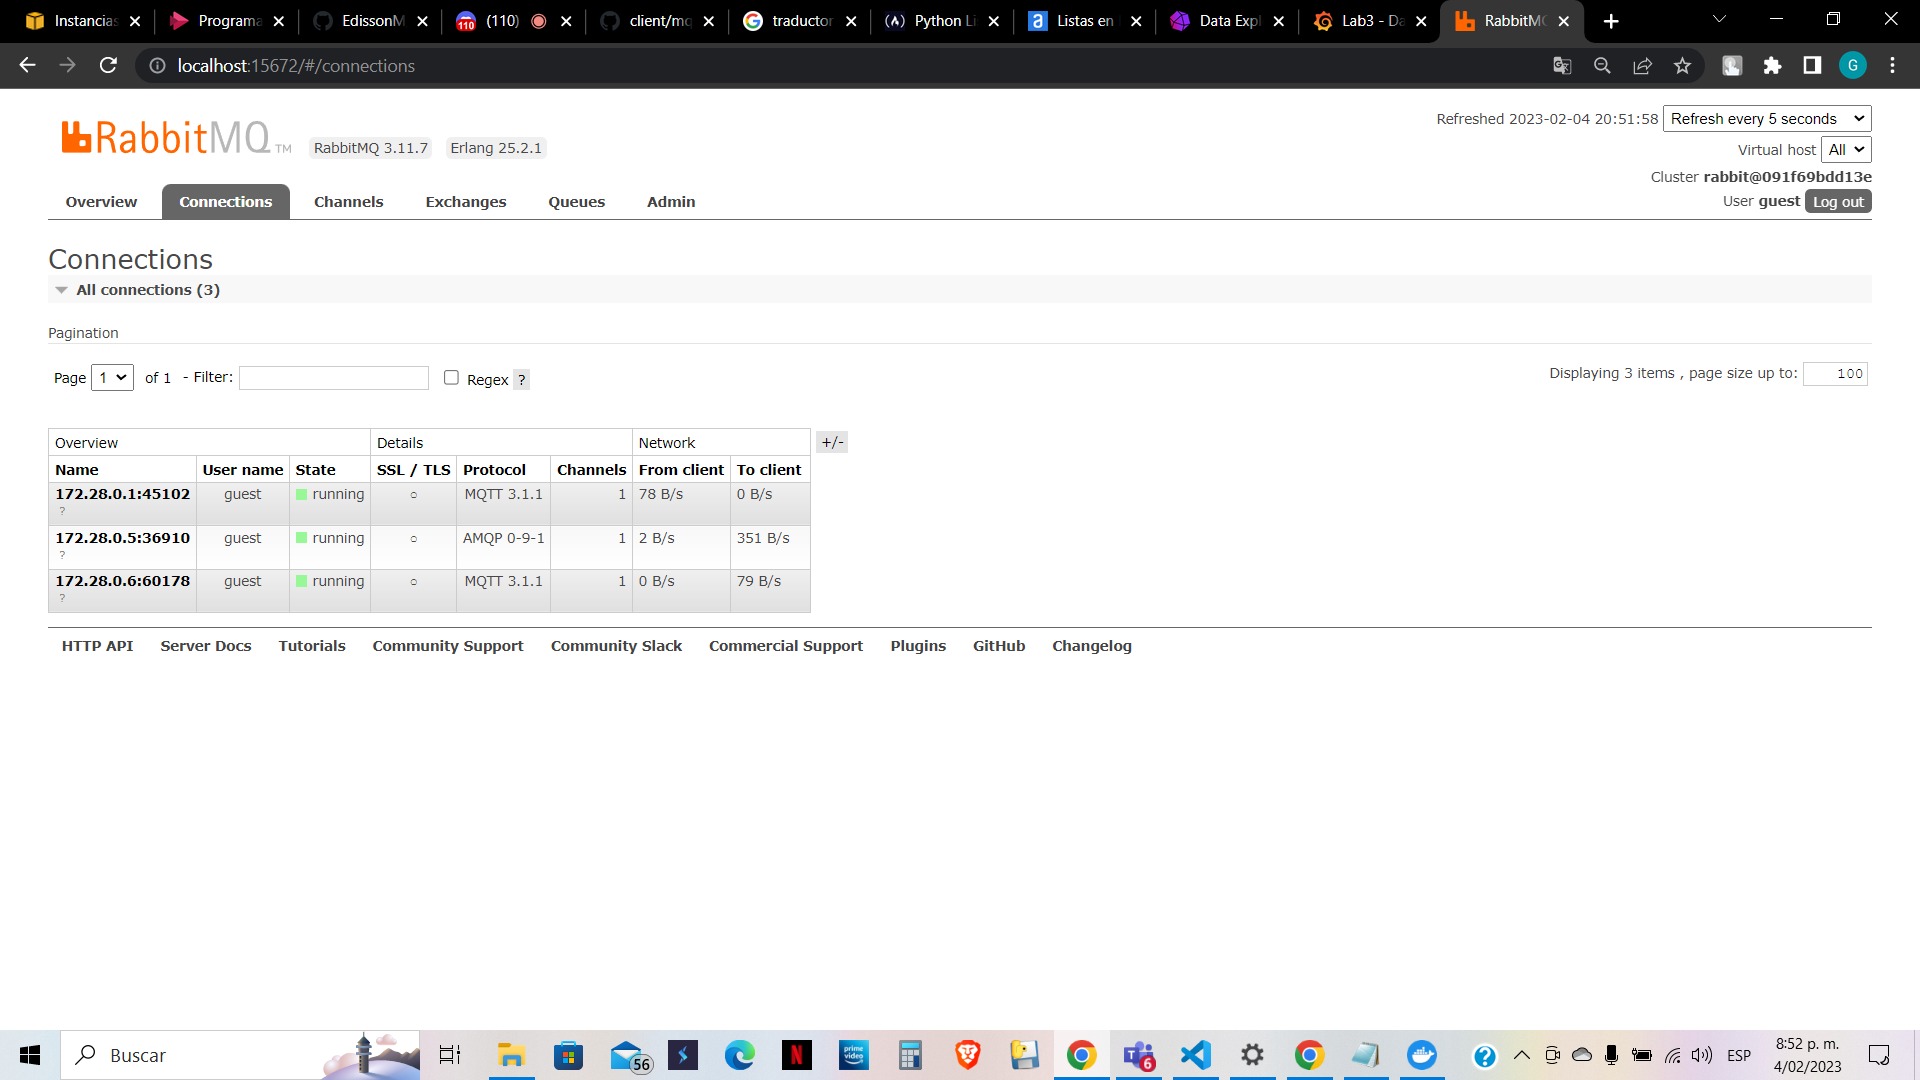 Instancias
Programa
EdissonM
(110)
client/mq
traductor
Python Li
Listas en
Data Expl
Lab3 - Da
RabbitMQ
localhost:15672/#/connections
G
RabbitMQ TM
RabbitMQ 3.11.7 Erlang 25.2.1
Refreshed 2023-02-04 20:51:58 Refresh every 5 seconds
Virtual host All
Cluster rabbit@091f69bdd13e
User guest Log out
Overview Connections Channels Exchanges Queues Admin
Connections
All connections (3)
Pagination
Page 1 of 1 - Filter: Regex ? Displaying 3 items , page size up to: 100
Overview Details Network +/-
Name User name State SSL / TLS Protocol Channels From client To client
172.28.0.1:45102 guest running ○ MQTT 3.1.1 1 78 B/s 0 B/s
?
172.28.0.5:36910 guest running ○ AMQP 0-9-1 1 2 B/s 351 B/s
?
172.28.0.6:60178 guest running ○ MQTT 3.1.1 1 0 B/s 79 B/s
?
HTTP API Server Docs Tutorials Community Support Community Slack Commercial Support Plugins GitHub Changelog
Buscar
56
prime video
6
ESP
8:52 p. m.
4/02/2023